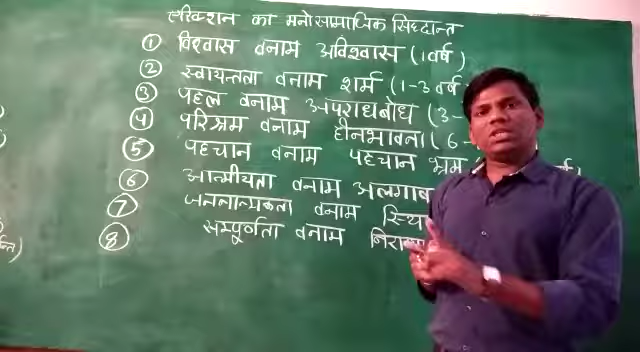 इरिक्शन का मनोसामाजिक सिद्धान्त
① विश्वास बनाम अविश्वास (1 वर्ष)
② स्वायत्तता बनाम शर्म (1-3 वर्ष
③ पहल बनाम अपराधबोध (3-
④ परिश्रम बनाम हीनभावना (6-
⑤ पहचान बनाम पहचान भ्रम (
⑥ आत्मीयता बनाम अलगाव
⑦ जननात्मकता बनाम स्थि
⑧ सम्पूर्णता बनाम